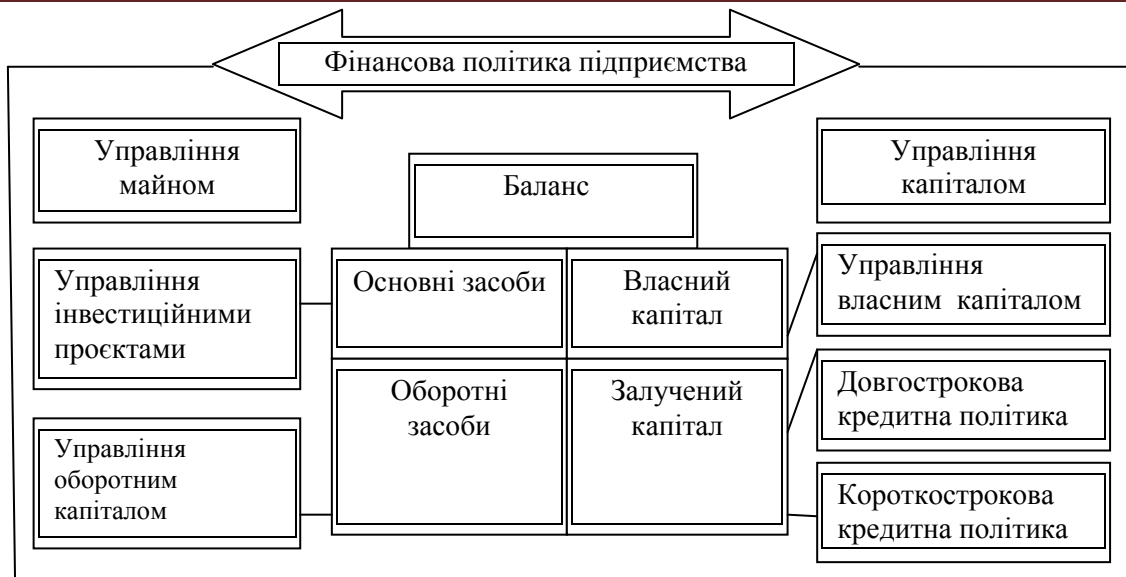 Фінансова політика підприємства
Управління
майном
Баланс
Управління
капіталом
Управління
інвестиційними
проєктами
Основні засоби
Власний
капітал
Управління
власним капіталом
Оборотні
засоби
Залучений
капітал
Довгострокова
кредитна політика
Управління
оборотним
капіталом
Короткострокова
кредитна політика